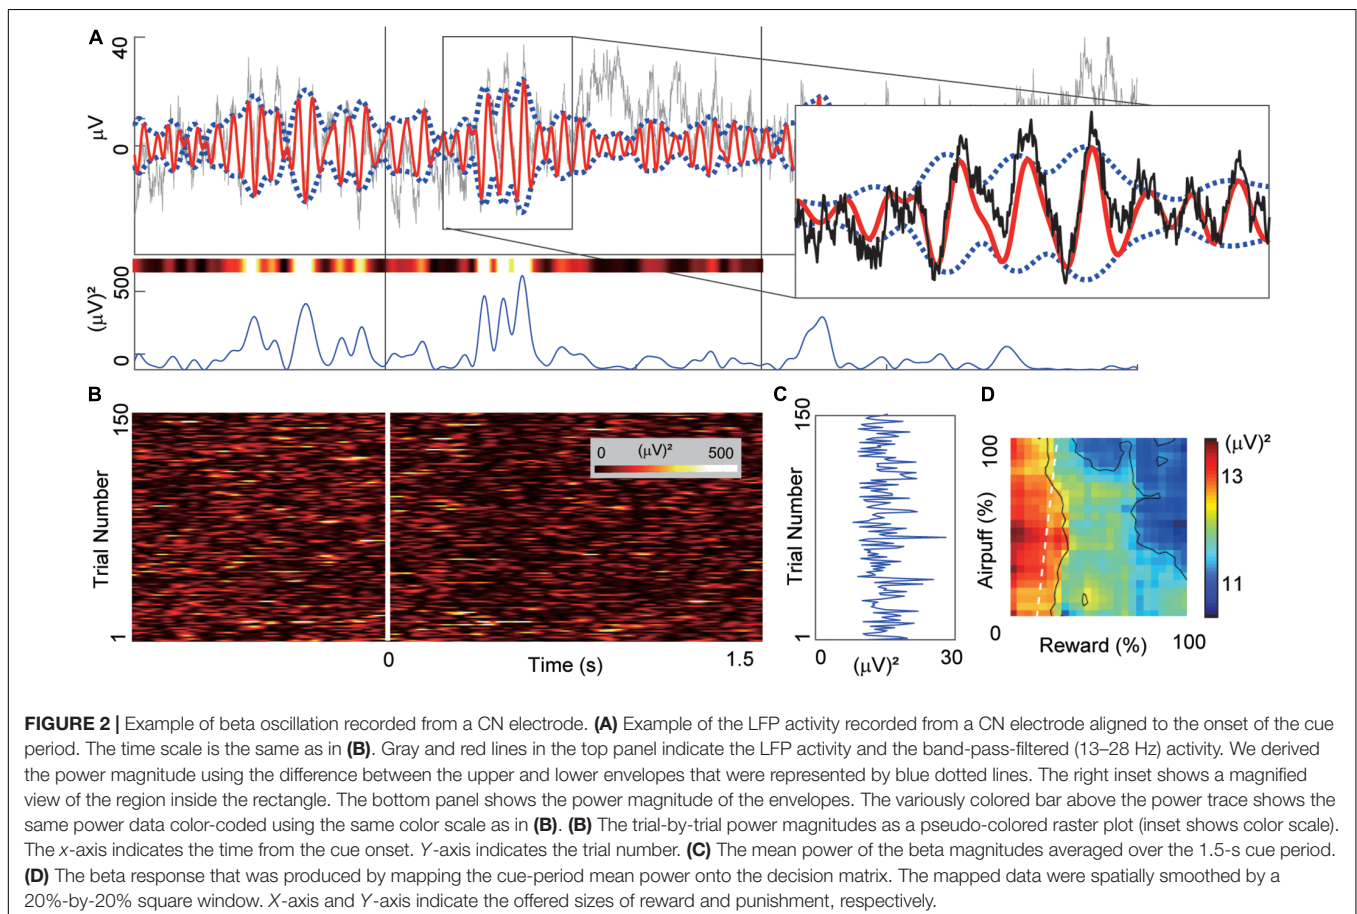 A
40
0
μV
500
0
(μV)²
B
150
1
Trial Number
0 (μV)² 500
0
Time (s)
1.5
C
150
1
Trial Number
0
(μV)²
30
D
100
Airpuff (%)
0
Reward (%)
100
(μV)²
13
11
FIGURE 2 | Example of beta oscillation recorded from a CN electrode. (A) Example of the LFP activity recorded from a CN electrode aligned to the onset of the cue
period. The time scale is the same as in (B). Gray and red lines in the top panel indicate the LFP activity and the band-pass-filtered (13–28 Hz) activity. We derived
the power magnitude using the difference between the upper and lower envelopes that were represented by blue dotted lines. The right inset shows a magnified
view of the region inside the rectangle. The bottom panel shows the power magnitude of the envelopes. The variously colored bar above the power trace shows the
same power data color-coded using the same color scale as in (B). (B) The trial-by-trial power magnitudes as a pseudo-colored raster plot (inset shows color scale).
The x-axis indicates the time from the cue onset. Y-axis indicates the trial number. (C) The mean power of the beta magnitudes averaged over the 1.5-s cue period.
(D) The beta response that was produced by mapping the cue-period mean power onto the decision matrix. The mapped data were spatially smoothed by a
20%-by-20% square window. X-axis and Y-axis indicate the offered sizes of reward and punishment, respectively.